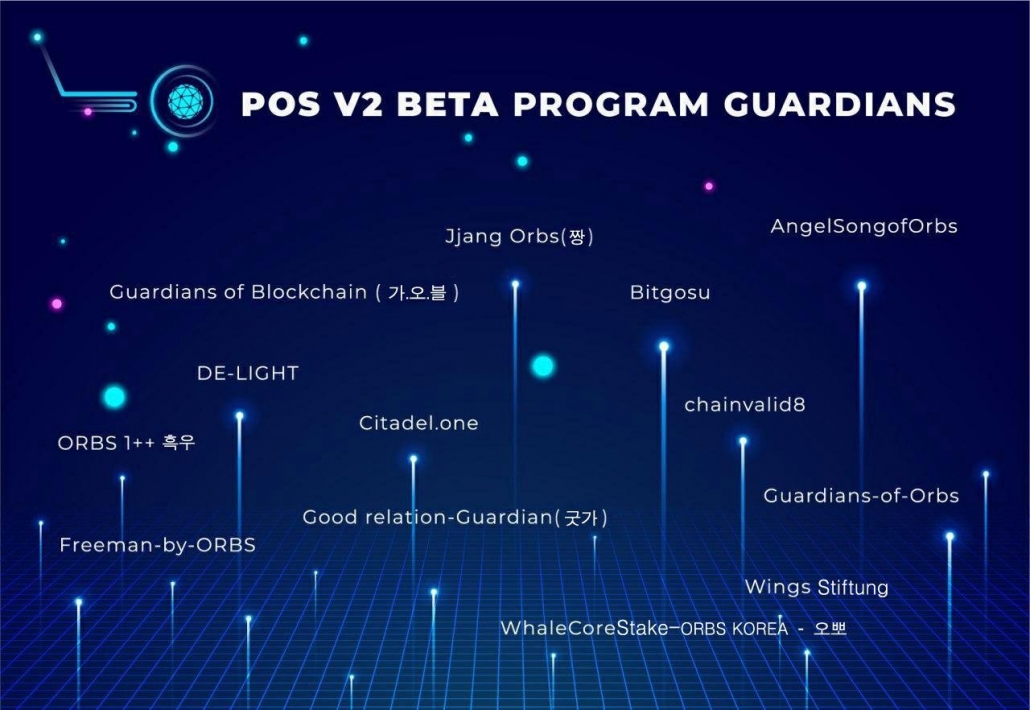 POS V2 BETA PROGRAM GUARDIANS
AngelSongofOrbs
Jjang Orbs(짱)
Guardians of Blockchain ( 가.오.블 )
Bitgosu
DE-LIGHT
chainvalid8
Citadel.one
ORBS 1++ 흑우
Guardians-of-Orbs
Good relation-Guardian(굿가)
Freeman-by-ORBS
Wings Stiftung
WhaleCoreStake-ORBS KOREA - 오뽀